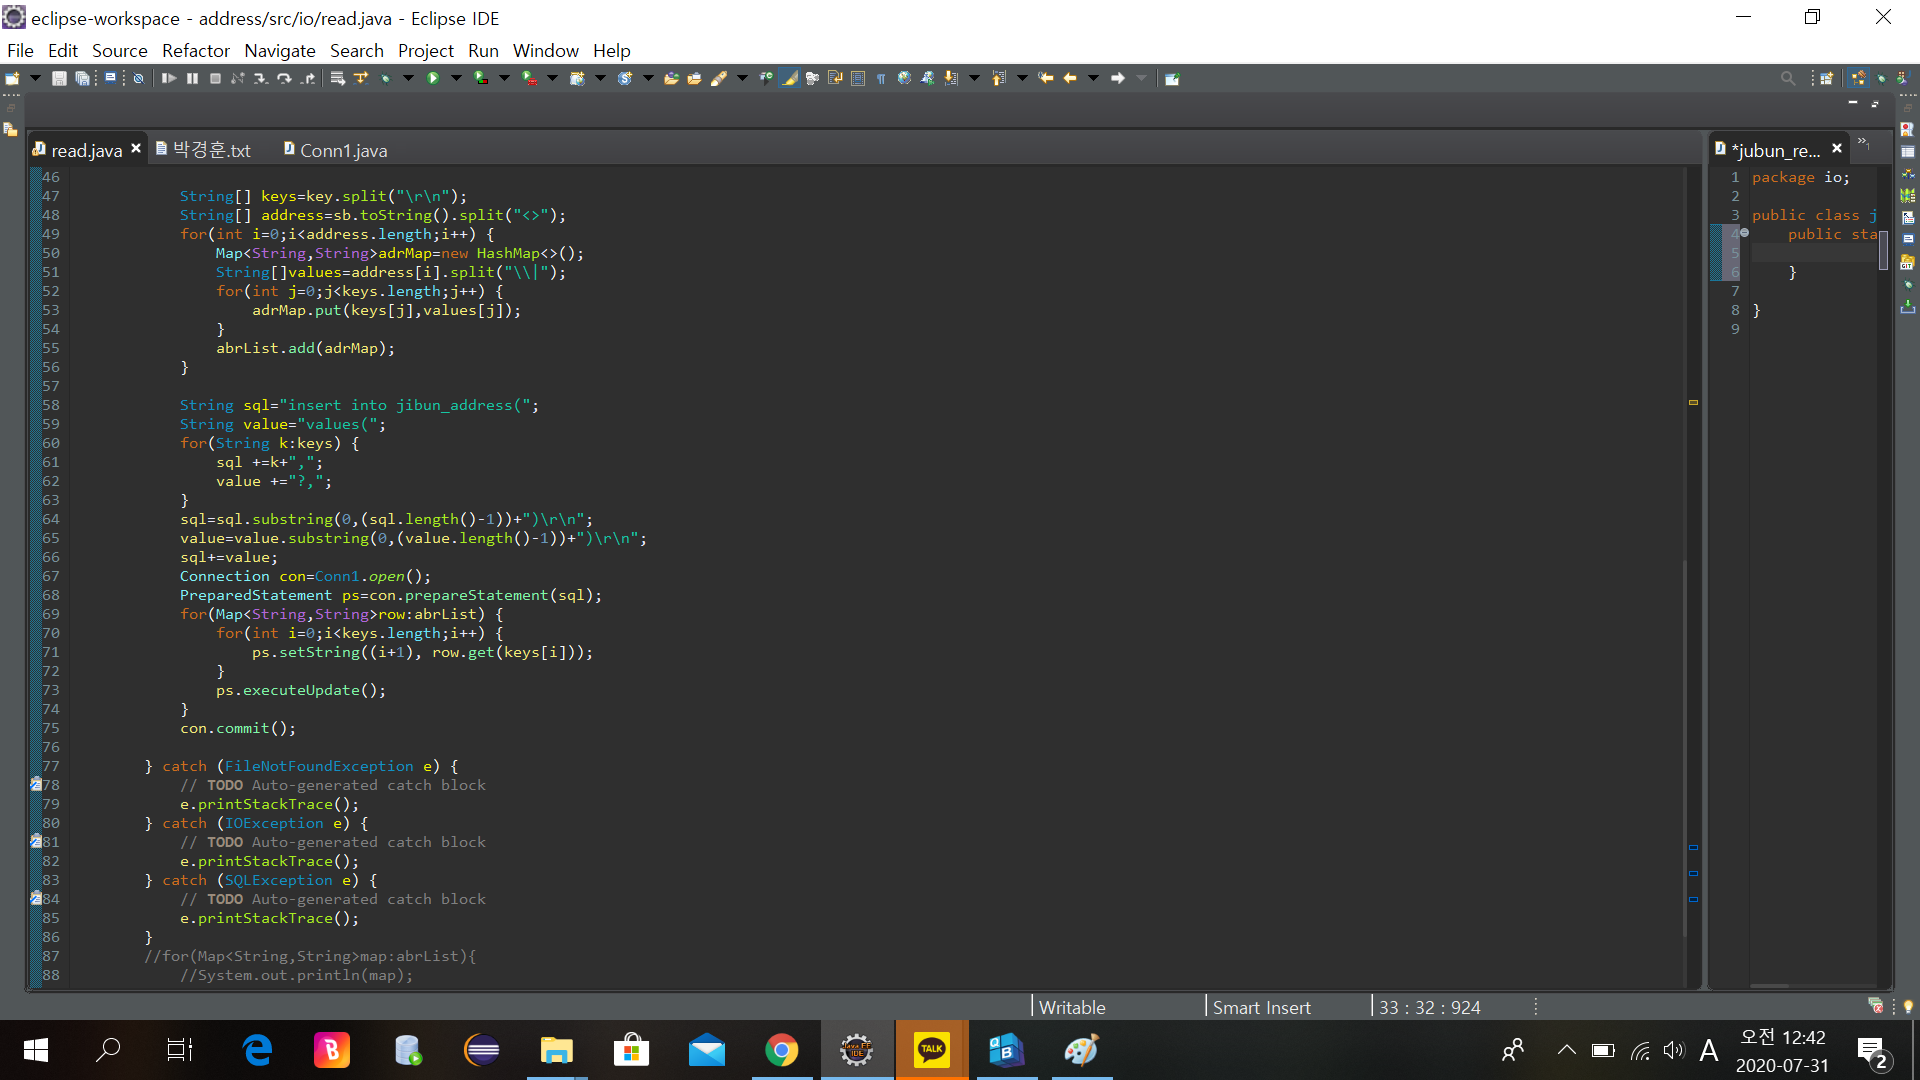 eclipse-workspace - address/src/io/read.java - Eclipse IDE
File Edit Source Refactor Navigate Search Project Run Window Help
read.java
박경훈.txt
Conn1.java
46
47 String[] keys=key.split("\r\n");
48 String[] address=sb.toString().split("<>");
49 for(int i=0;i<address.length;i++) {
50 Map<String,String>adrMap=new HashMap<>();
51 String[]values=address[i].split("\\|");
52 for(int j=0;j<keys.length;j++) {
53 adrMap.put(keys[j],values[j]);
54 }
55 abrList.add(adrMap);
56 }
57
58 String sql="insert into jibun_address(";
59 String value="values(";
60 for(String k:keys) {
61 sql +=k+",";
62 value +="?,";
63 }
64 sql=sql.substring(0,(sql.length()-1))+")\r\n";
65 value=value.substring(0,(value.length()-1))+")\r\n";
66 sql+=value;
67 Connection con=Conn1.open();
68 PreparedStatement ps=con.prepareStatement(sql);
69 for(Map<String,String>row:abrList) {
70 for(int i=0;i<keys.length;i++) {
71 ps.setString((i+1), row.get(keys[i]));
72 }
73 ps.executeUpdate();
74 }
75 con.commit();
76
77 } catch (FileNotFoundException e) {
78 // TODO Auto-generated catch block
79 e.printStackTrace();
80 } catch (IOException e) {
81 // TODO Auto-generated catch block
82 e.printStackTrace();
83 } catch (SQLException e) {
84 // TODO Auto-generated catch block
85 e.printStackTrace();
86 }
87 //for(Map<String,String>map:abrList){
88 //System.out.println(map);
*jubun_re...
»1
1 package io;
2
3 public class j
4 public sta
5
6 }
7
8 }
9
Writable
Smart Insert
33 : 32 : 924
B
TALK
Java EE IDE
B
A
오전 12:42
2020-07-31
2